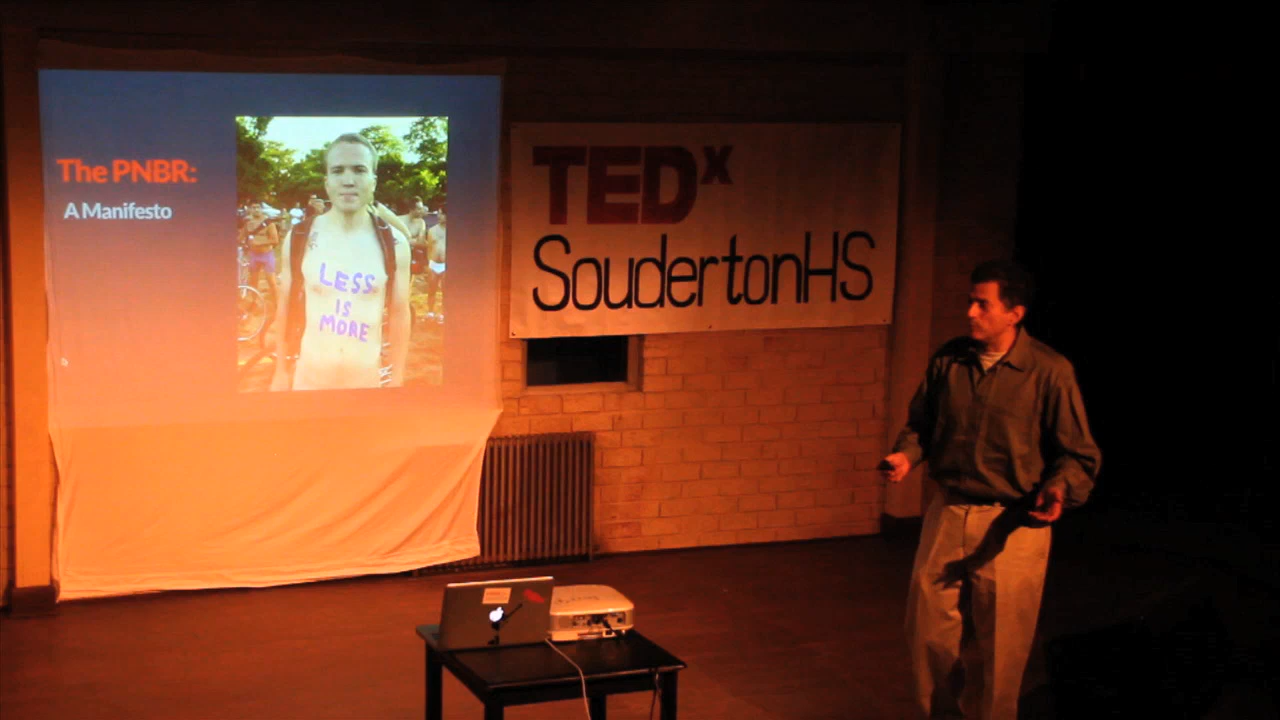 The PNBR:
A Manifesto
LESS
IS
MORE
TEDx
SoudertonHS